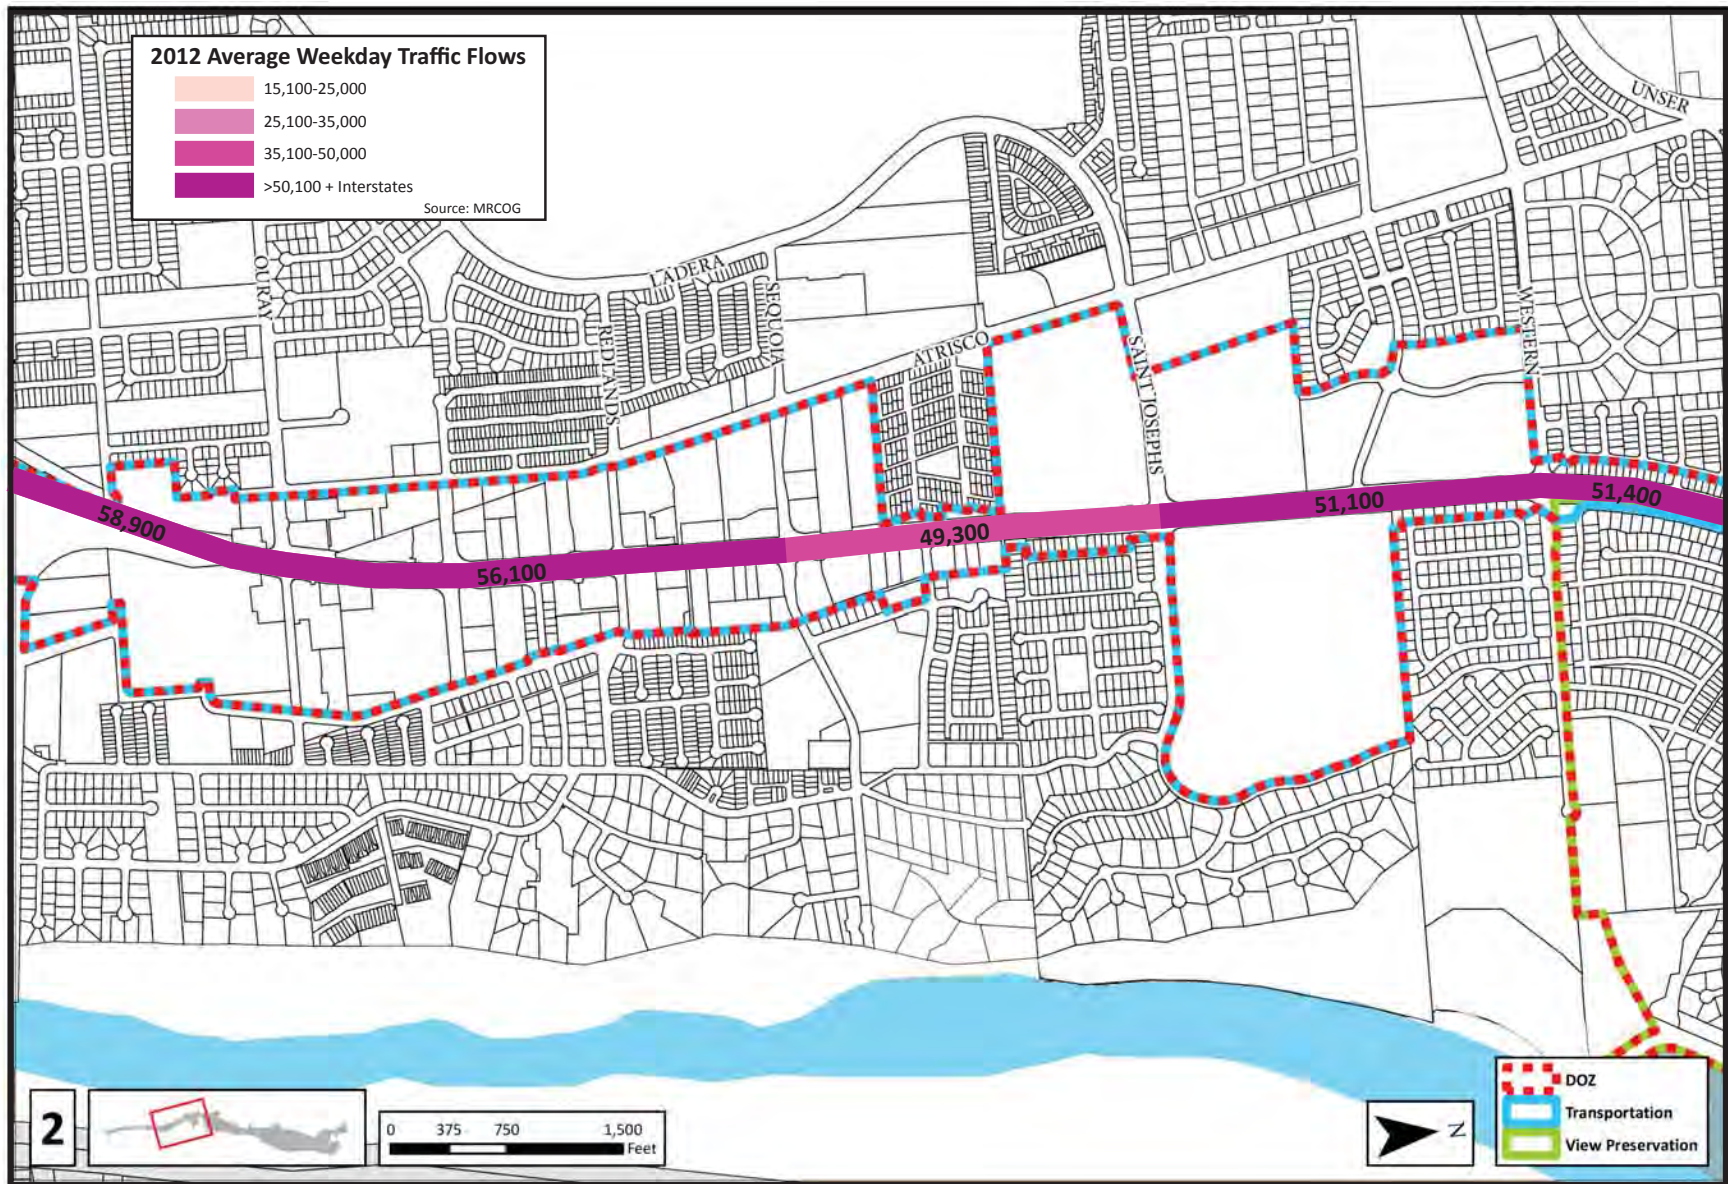 2012 Average Weekday Traffic Flows
15,100-25,000
25,100-35,000
35,100-50,000
>50,100 + Interstates
Source: MRCOG
UNSER
OURAY
LADERA
SEQUOIA
REDLANDS
ATRISCO
SANT JOSEPHS
WESTERN
58,900
56,100
49,300
51,100
51,400
2
0 375 750 1,500
Feet
N
DOZ
Transportation
View Preservation